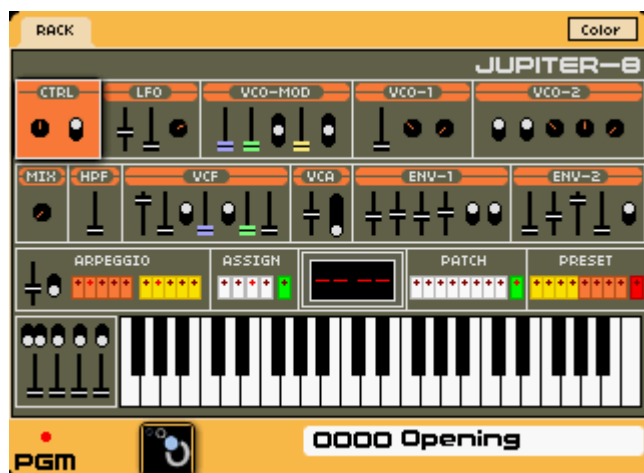 RACK
Color
JUPITER-8
CTRL LFO VCO-MOD VCO-1 VCO-2
MIX HPF VCF VCA ENV-1 ENV-2
ARPEGGIO ASSIGN PATCH PRESET
PGM
0000 Opening